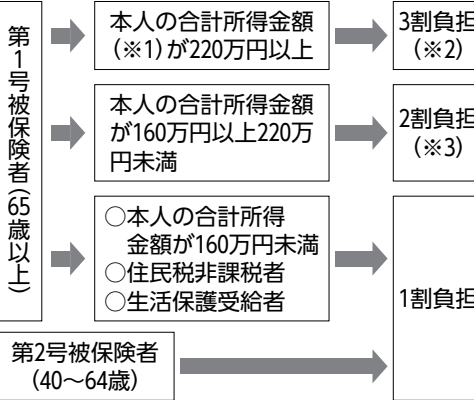 第1号被保険者（65歳以上）
本人の合計所得金額
（※1）が220万円以上
3割負担
（※2）
本人の合計所得金額
が160万円以上220万
円未満
2割負担
（※3）
○本人の合計所得
金額が160万円未満
○住民税非課税者
○生活保護受給者
1割負担
第2号被保険者
（40～64歳）